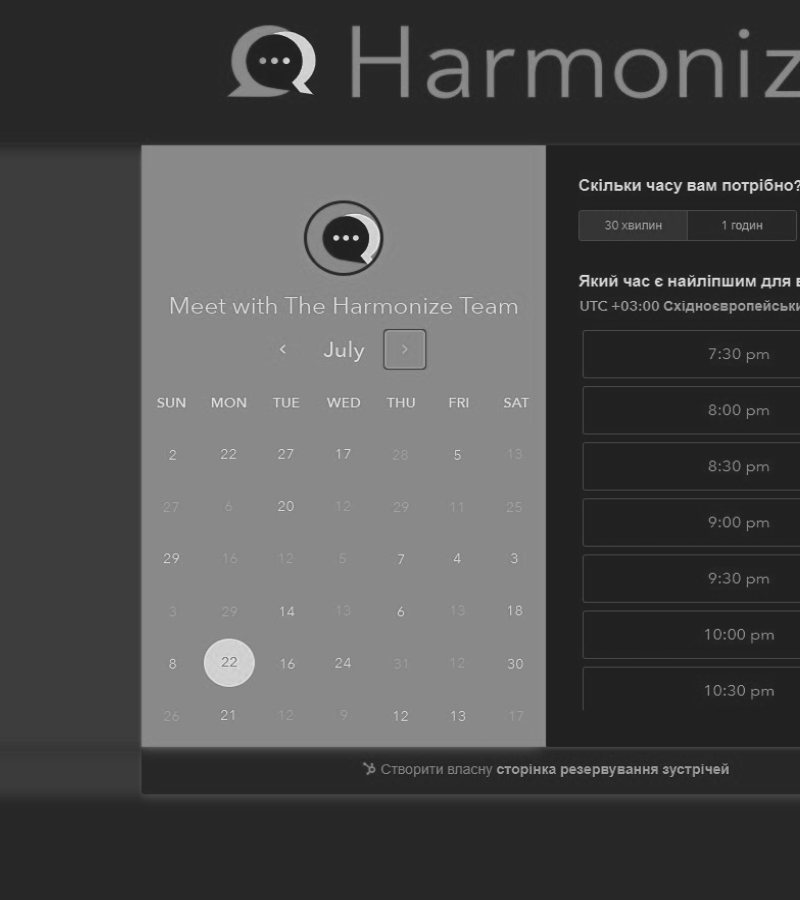 Harmoniz
Meet with The Harmonize Team
July
SUN MON TUE WED THU FRI SAT
2 22 27 17 28 5 13
27 6 20 12 29 11 25
29 16 12 5 7 4 3
3 29 14 13 6 13 18
8 22 16 24 31 12 30
26 21 12 9 12 13 17
Скільки часу вам потрібно?
30 хвилин 1 годин
Який час є найліпшим для в
UTC +03:00 Східноєвропейськи
7:30 pm
8:00 pm
8:30 pm
9:00 pm
9:30 pm
10:00 pm
10:30 pm
Створити власну сторінка резервування зустрічей